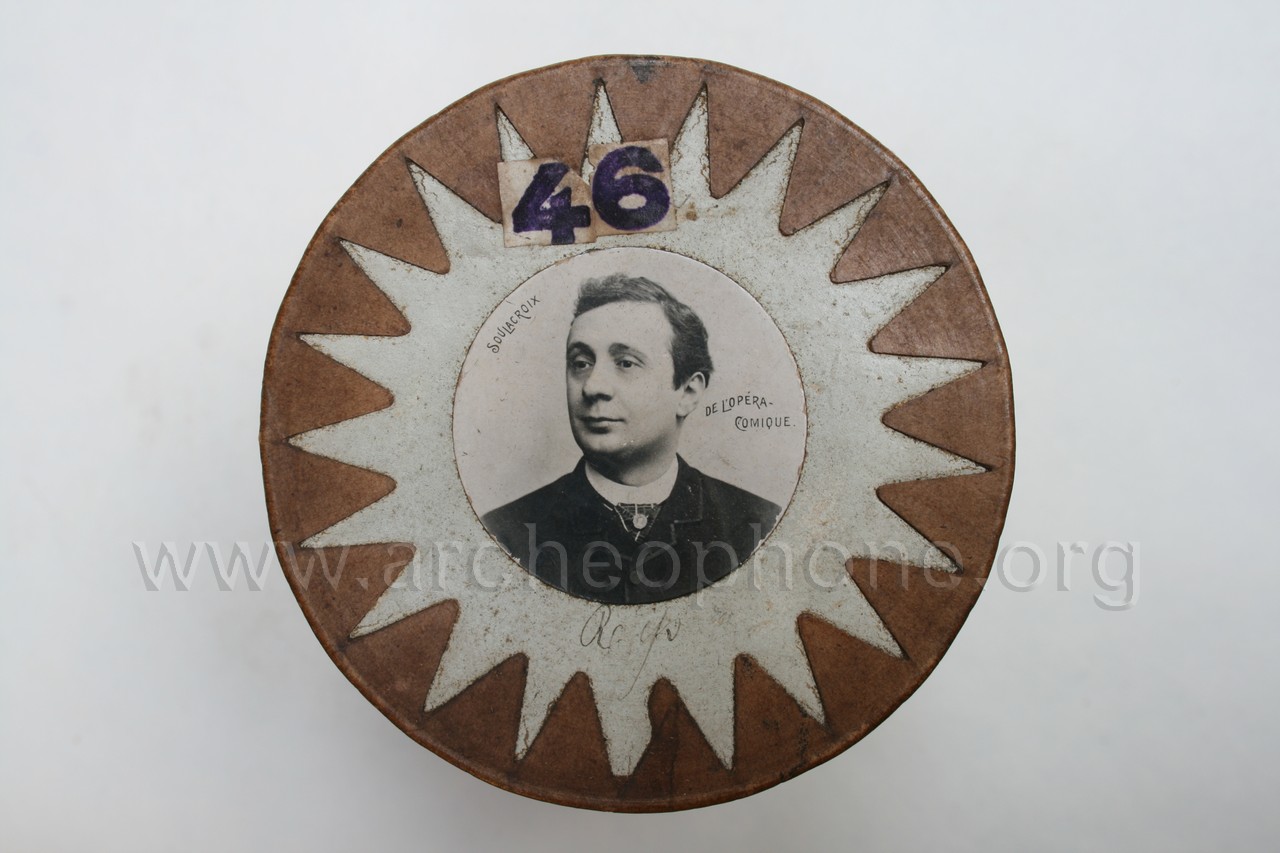 46
SOULACROIX
DE L'OPÉRA-
COMIQUE.
www.archeophone.org